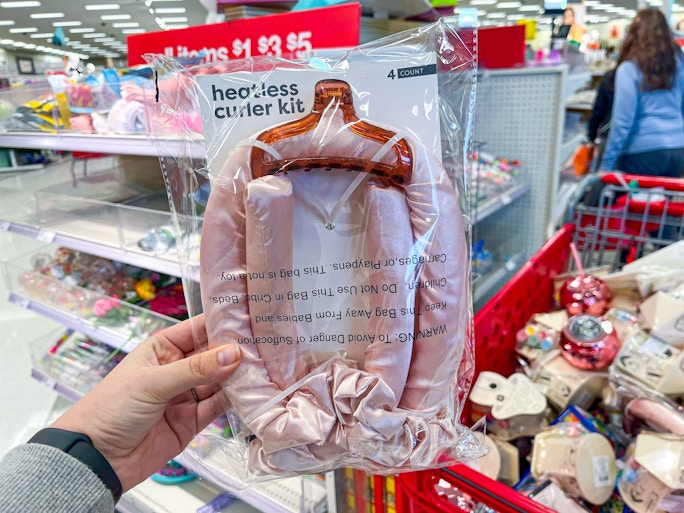 all items $1 $3 $5
heatless
curler kit
4 COUNT
WARNING: To Avoid Danger of Suffocation,
Keep This Bag Away From Babies and
Children. Do Not Use This Bag in Cribs, Beds,
Carriages, or Playpens. This bag is not a toy.